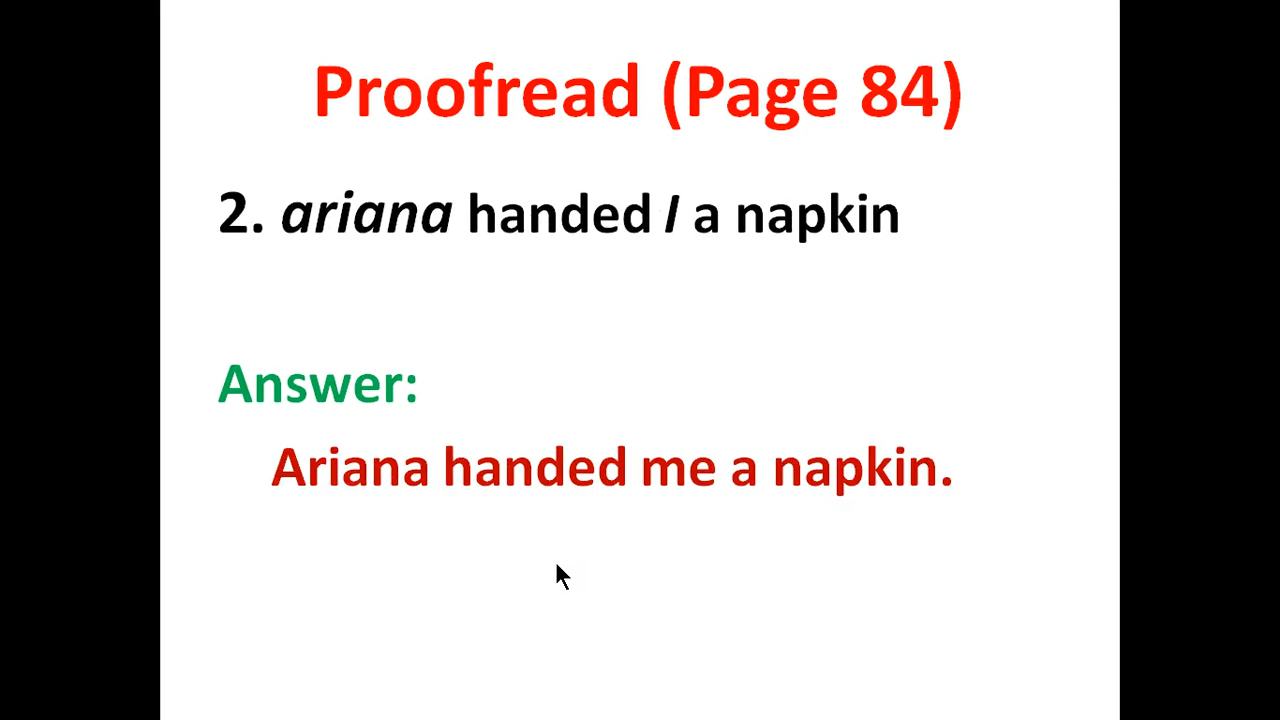 Proofread (Page 84)
2. ariana handed I a napkin
Answer:
Ariana handed me a napkin.